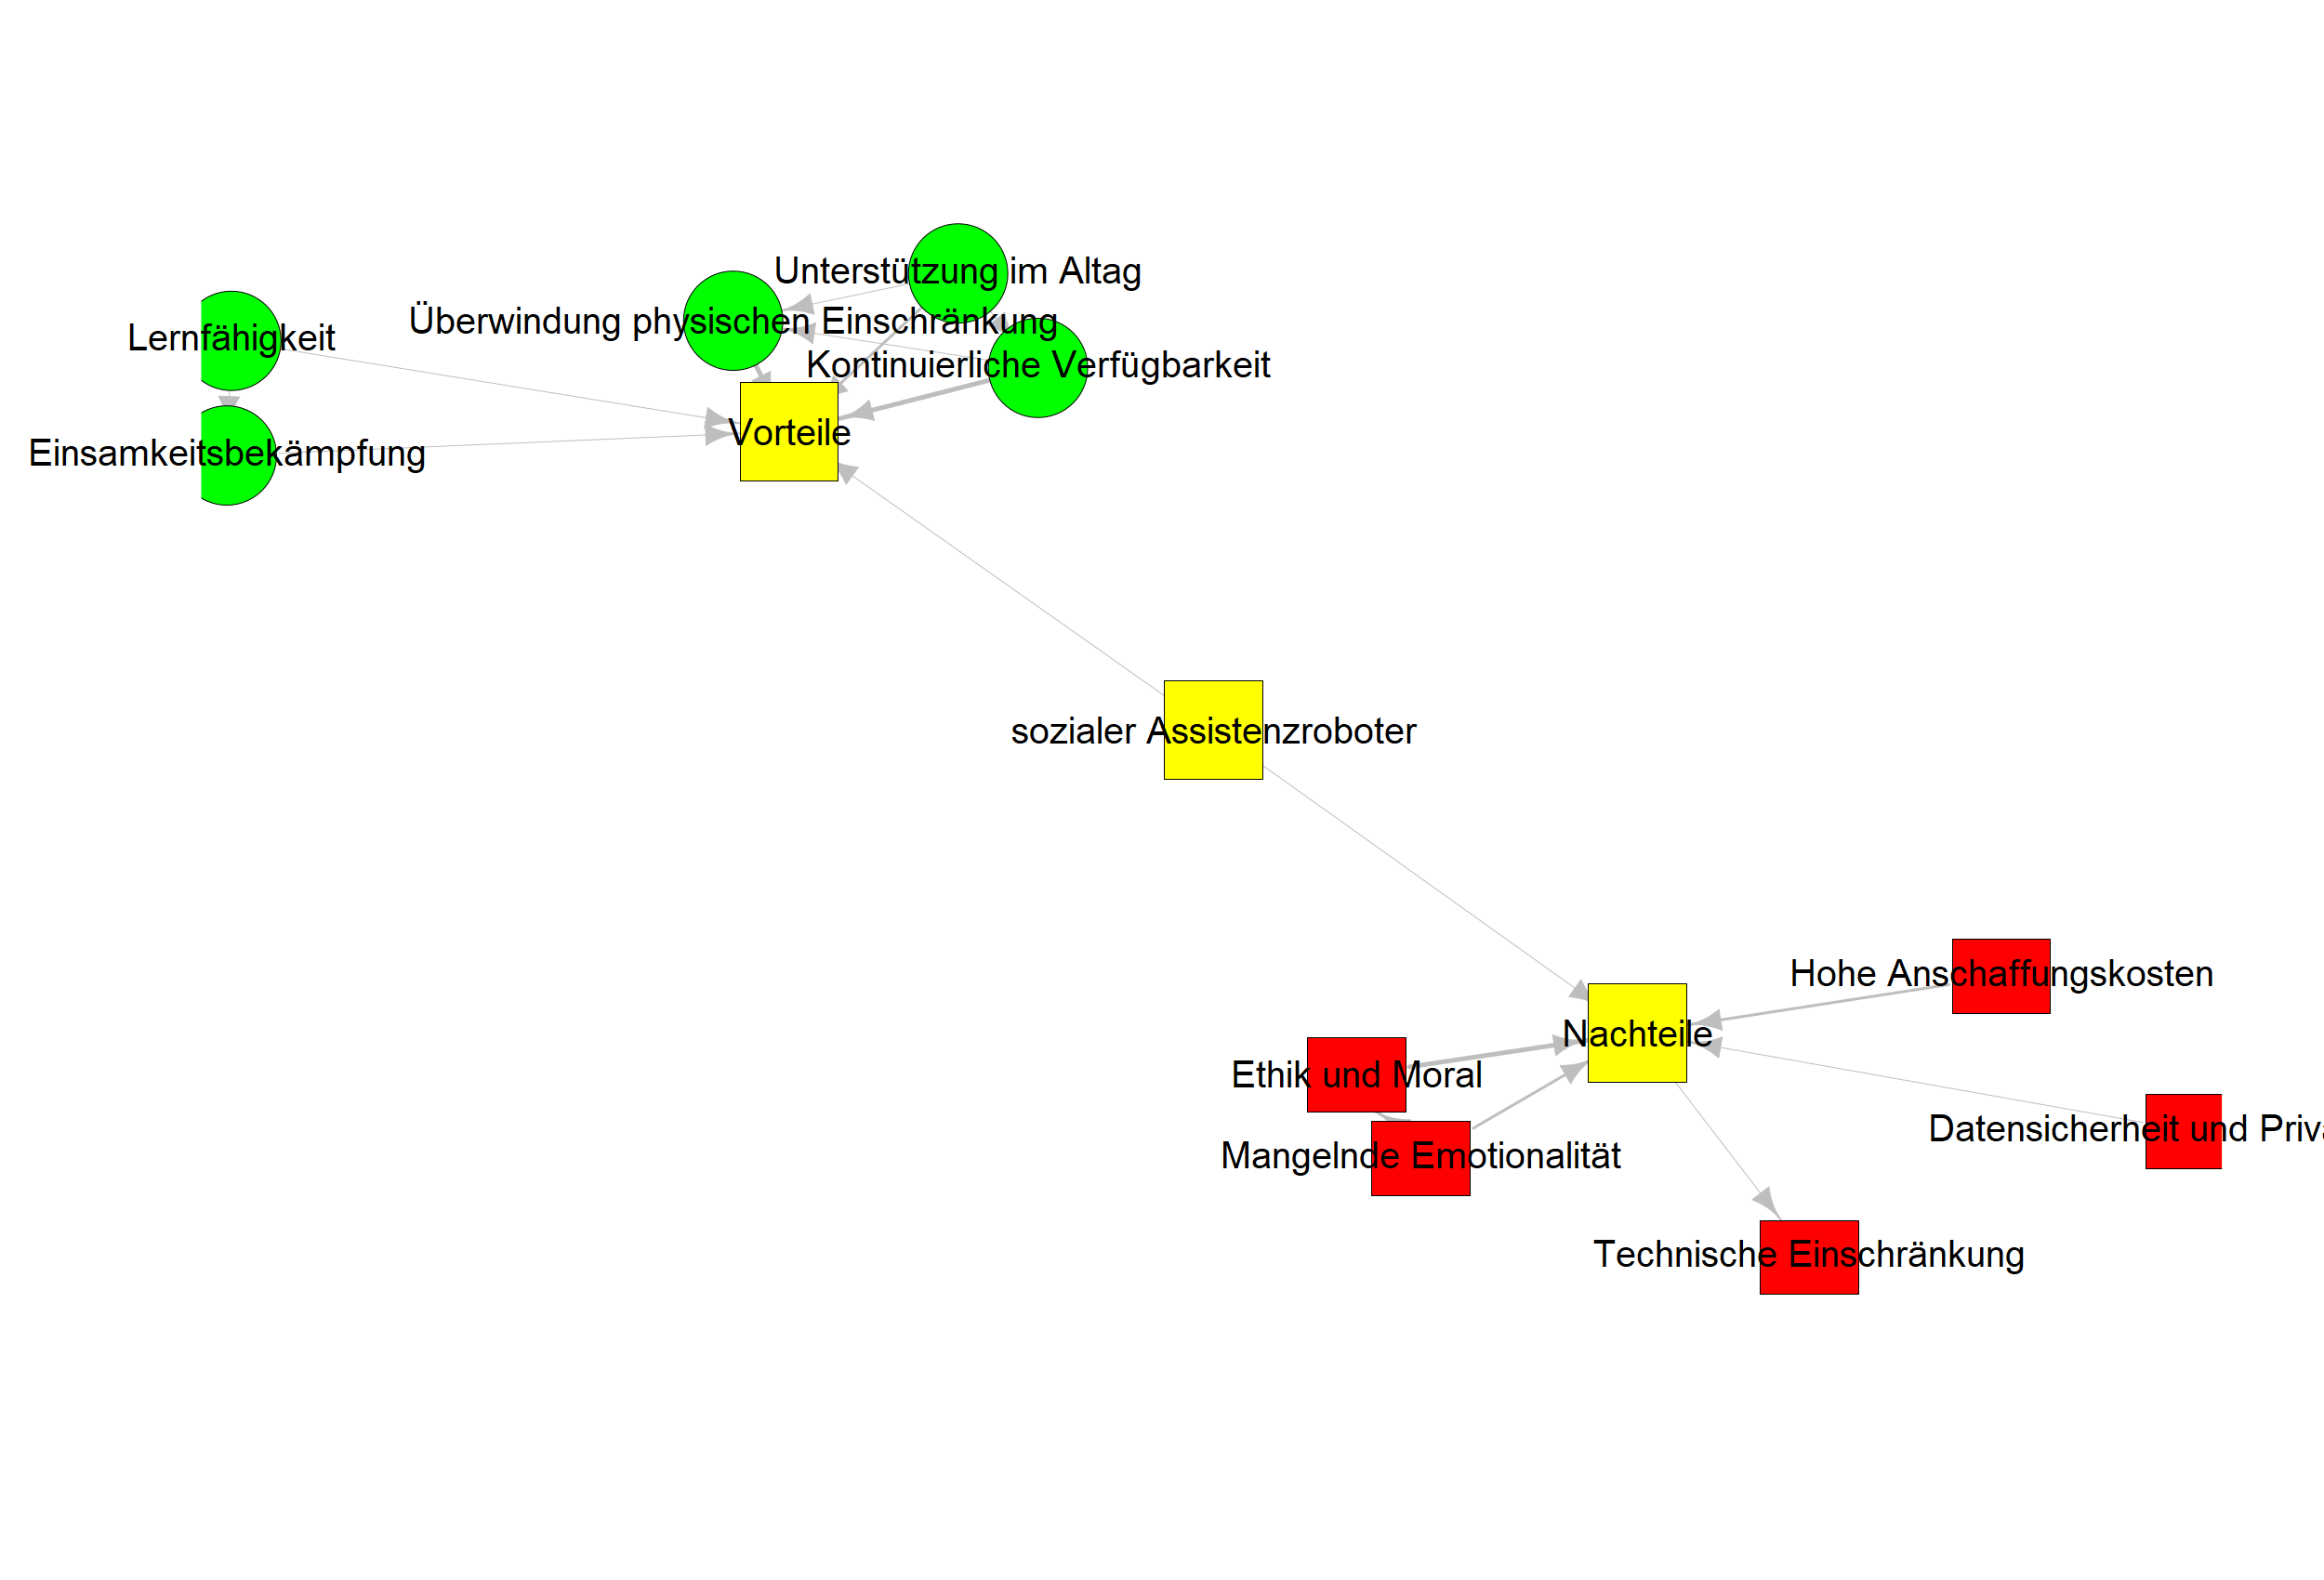 Unterstützung im Altag
Überwindung physischen Einschränkung
Lernfähigkeit
Kontinuierliche Verfügbarkeit
Vorteile
Einsamkeitsbekämpfung
sozialer Assistenzroboter
Hohe Anschaffungskosten
Nachteile
Ethik und Moral
Datensicherheit und
Mangelnde Emotionalität
Technische Einschränkung